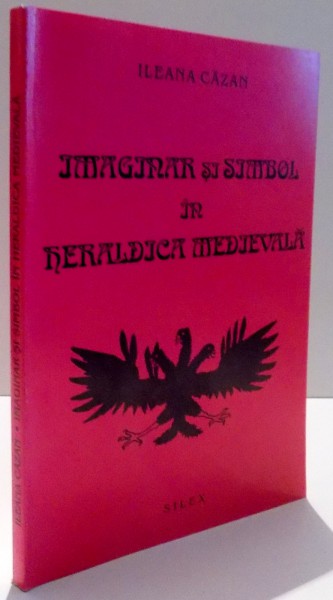 ILEANA CĂZAN
IMAGINAR ȘI SIMBOL
ÎN
HERALDICA MEDIEVALĂ
SILEX
ILEANA CĂZAN • IMAGINAR ȘI SIMBOL ÎN HERALDICA MEDIEVALĂ